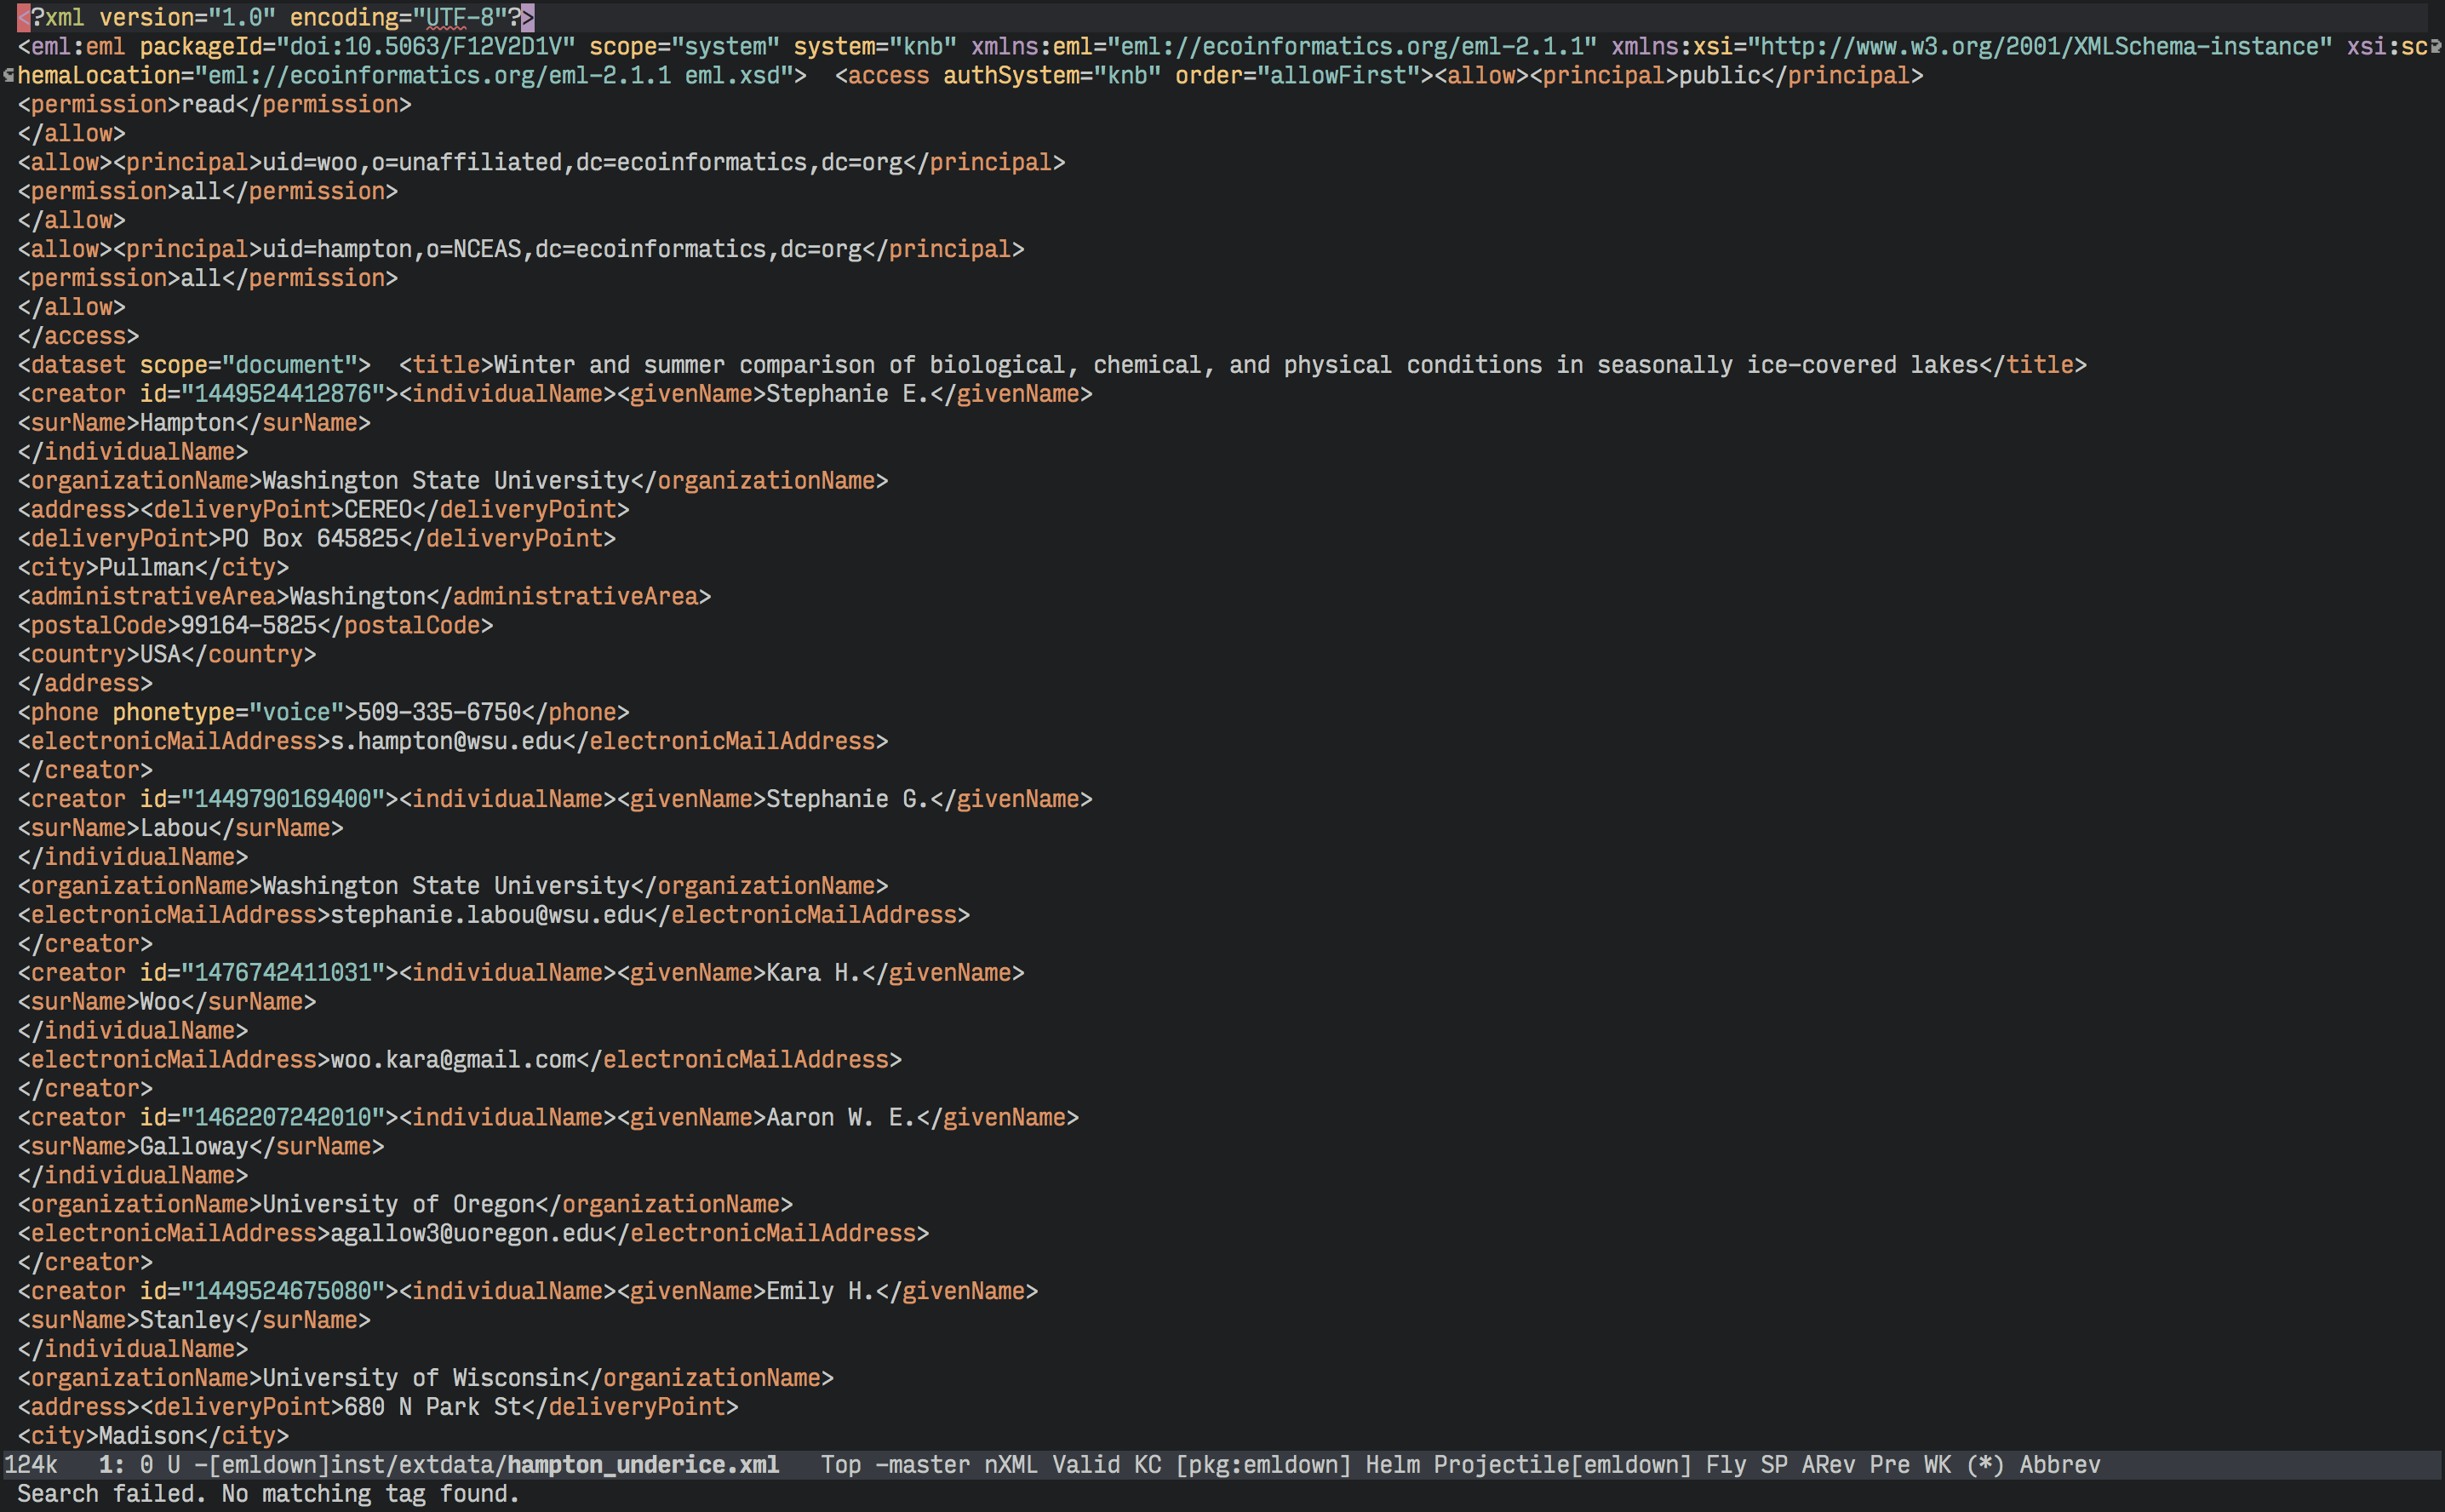 <?xml version="1.0" encoding="UTF-8"?>
<eml:eml packageId="doi:10.5063/F12V2D1V" scope="system" system="knb" xmlns:eml="eml://ecoinformatics.org/eml-2.1.1" xmlns:xsi="http://www.w3.org/2001/XMLSchema-instance" xsi:sc
hemaLocation="eml://ecoinformatics.org/eml-2.1.1 eml.xsd">  <access authSystem="knb" order="allowFirst"><allow><principal>public</principal>
<permission>read</permission>
</allow>
<allow><principal>uid=woo,o=unaffiliated,dc=ecoinformatics,dc=org</principal>
<permission>all</permission>
</allow>
<allow><principal>uid=hampton,o=NCEAS,dc=ecoinformatics,dc=org</principal>
<permission>all</permission>
</allow>
</access>
<dataset scope="document">  <title>Winter and summer comparison of biological, chemical, and physical conditions in seasonally ice-covered lakes</title>
<creator id="1449524412876"><individualName><givenName>Stephanie E.</givenName>
<surName>Hampton</surName>
</individualName>
<organizationName>Washington State University</organizationName>
<address><deliveryPoint>CEREO</deliveryPoint>
<deliveryPoint>PO Box 645825</deliveryPoint>
<city>Pullman</city>
<administrativeArea>Washington</administrativeArea>
<postalCode>99164-5825</postalCode>
<country>USA</country>
</address>
<phone phonetype="voice">509-335-6750</phone>
<electronicMailAddress>s.hampton@wsu.edu</electronicMailAddress>
</creator>
<creator id="1449790169400"><individualName><givenName>Stephanie G.</givenName>
<surName>Labou</surName>
</individualName>
<organizationName>Washington State University</organizationName>
<electronicMailAddress>stephanie.labou@wsu.edu</electronicMailAddress>
</creator>
<creator id="1476742411031"><individualName><givenName>Kara H.</givenName>
<surName>Woo</surName>
</individualName>
<electronicMailAddress>woo.kara@gmail.com</electronicMailAddress>
</creator>
<creator id="1462207242010"><individualName><givenName>Aaron W. E.</givenName>
<surName>Galloway</surName>
</individualName>
<organizationName>University of Oregon</organizationName>
<electronicMailAddress>agallow3@uoregon.edu</electronicMailAddress>
</creator>
<creator id="1449524675080"><individualName><givenName>Emily H.</givenName>
<surName>Stanley</surName>
</individualName>
<organizationName>University of Wisconsin</organizationName>
<address><deliveryPoint>680 N Park St</deliveryPoint>
<city>Madison</city>
124k   1: 0 U -[emldown]inst/extdata/hampton_underice.xml   Top -master nXML Valid KC [pkg:emldown] Helm Projectile[emldown] Fly SP ARev Pre WK (*) Abbrev
Search failed. No matching tag found.